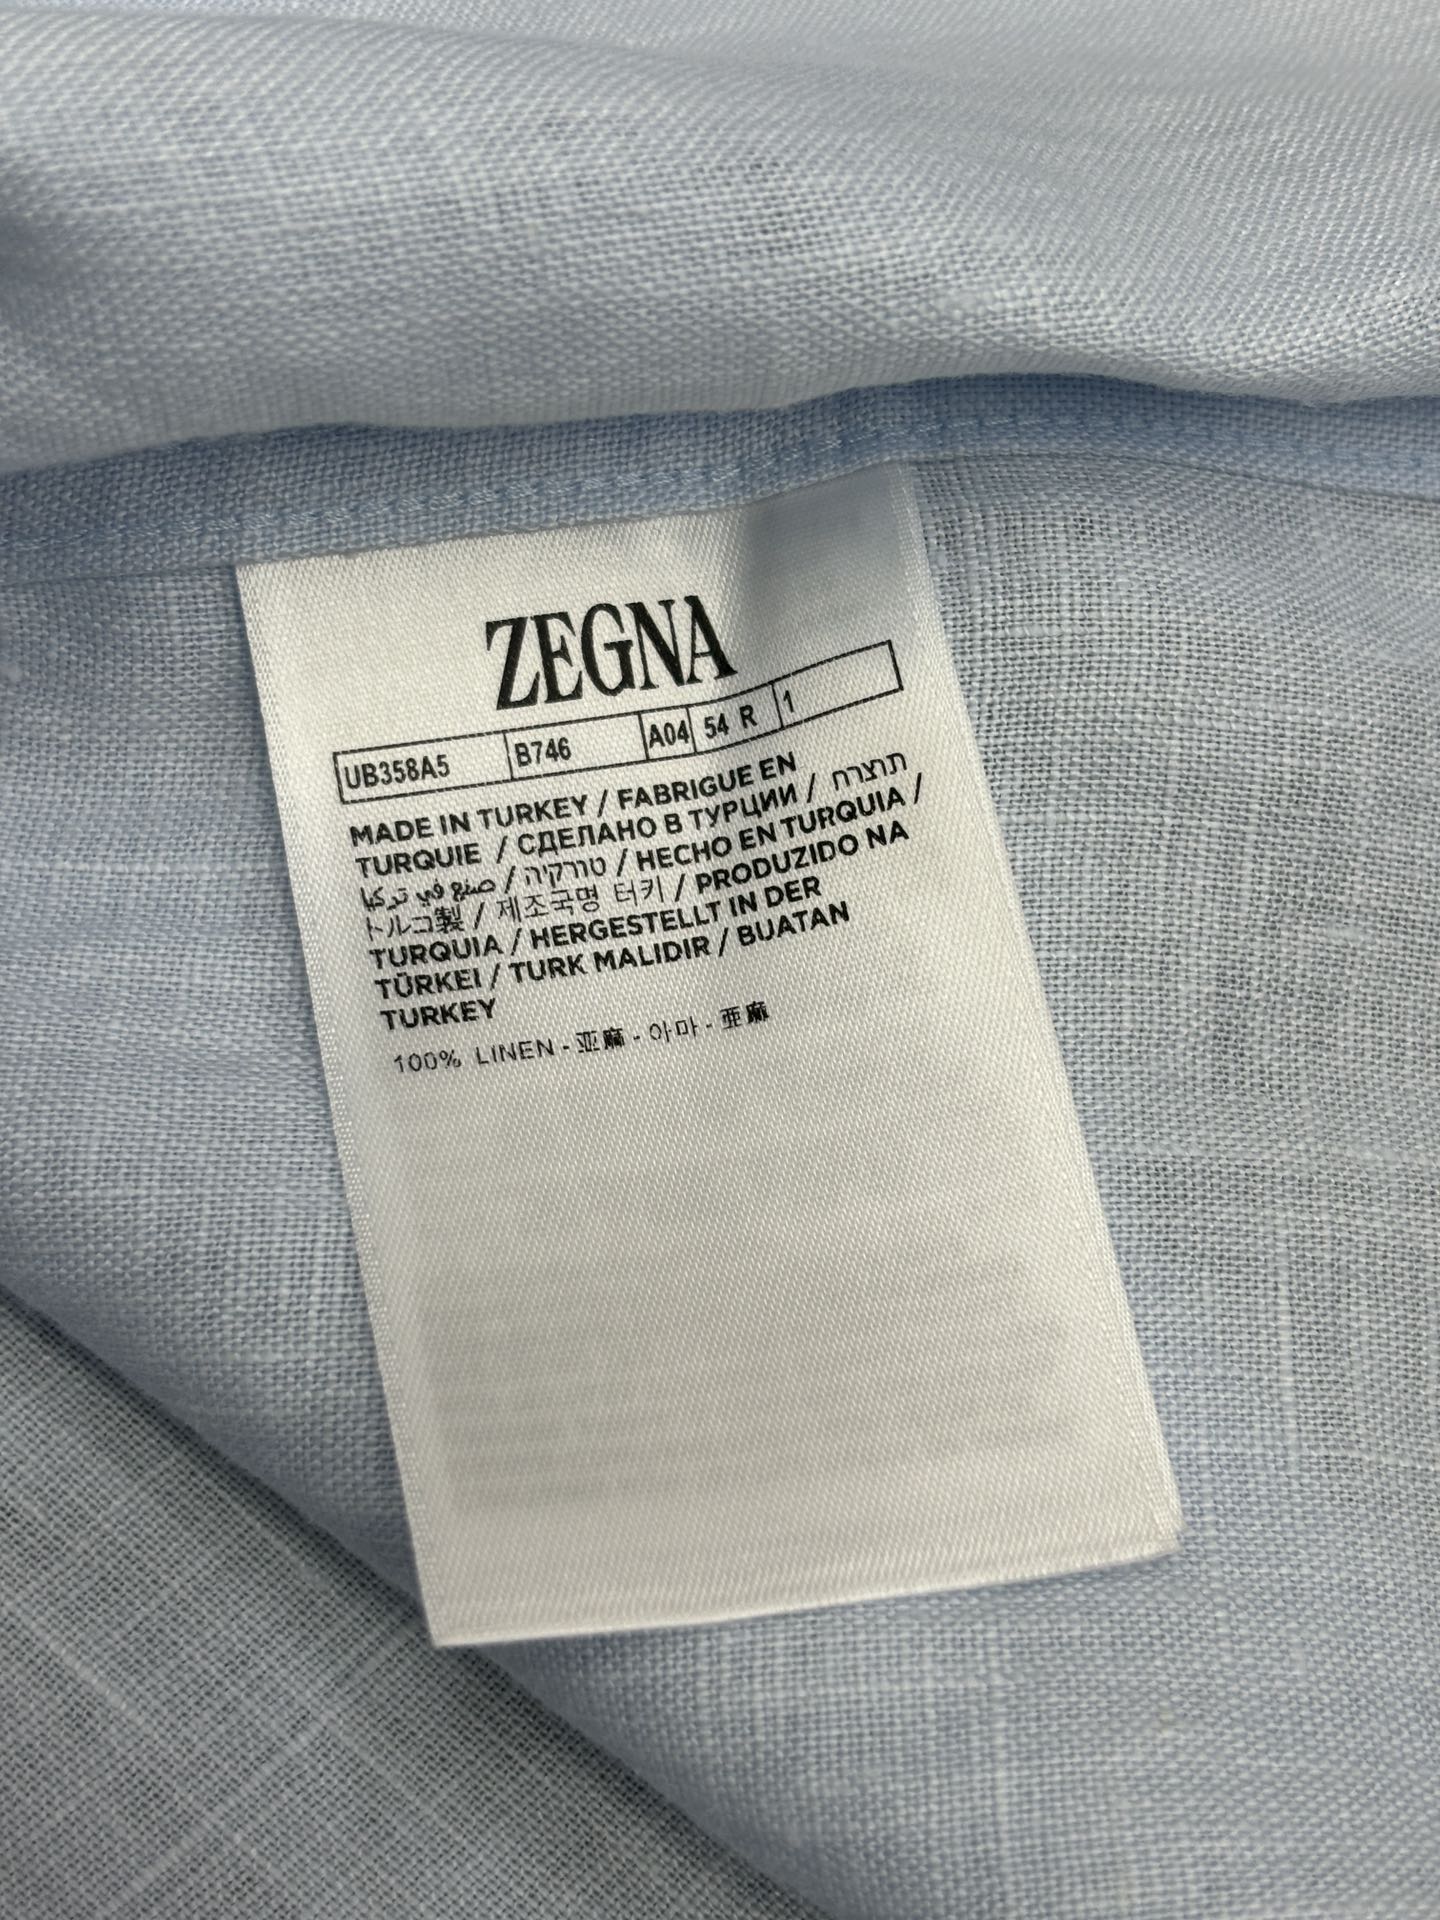 ZEGNA
UB358A5 B746 A04 54 R 1
MADE IN TURKEY / FABRIGUE EN
TURQUIE / СДЕЛАНО В ТУРЦИИ / תוצרת
صنع في تركيا / טורקיה / HECHO EN TURQUIA /
トルコ製 / 제조국명 터키 / PRODUZIDO NA
TURQUIA / HERGESTELLT IN DER
TÜRKEI / TURK MALIDIR / BUATAN
TURKEY
100% LINEN - 亚麻 - 아마 - 亜麻